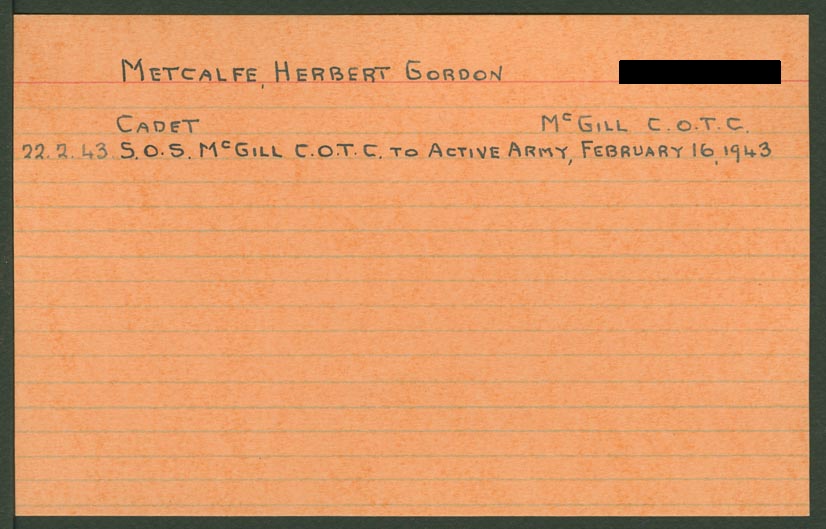 METCALFE, HERBERT GORDON
CADET McGILL C.O.T.C.
22.2.43. S.O.S. McGILL C.O.T.C. TO ACTIVE ARMY, FEBRUARY 16, 1943